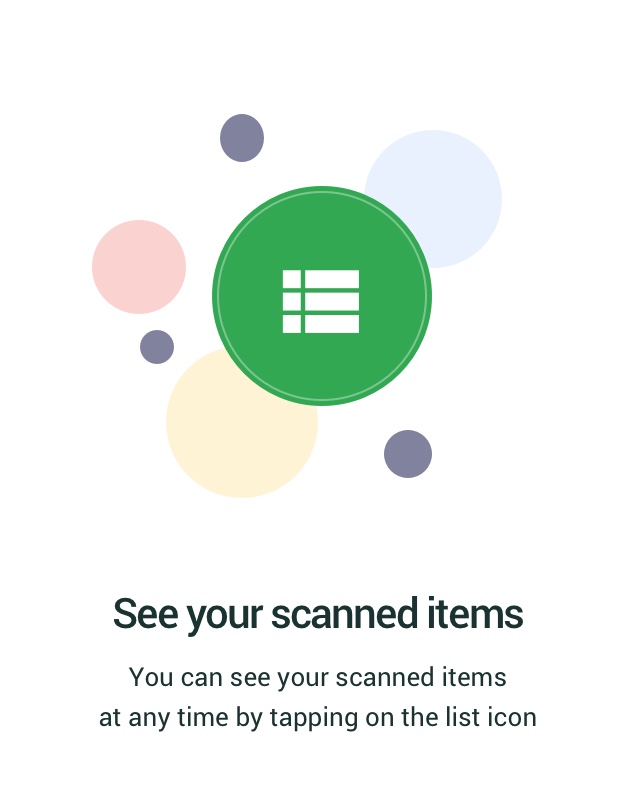 See your scanned items
You can see your scanned items
at any time by tapping on the list icon